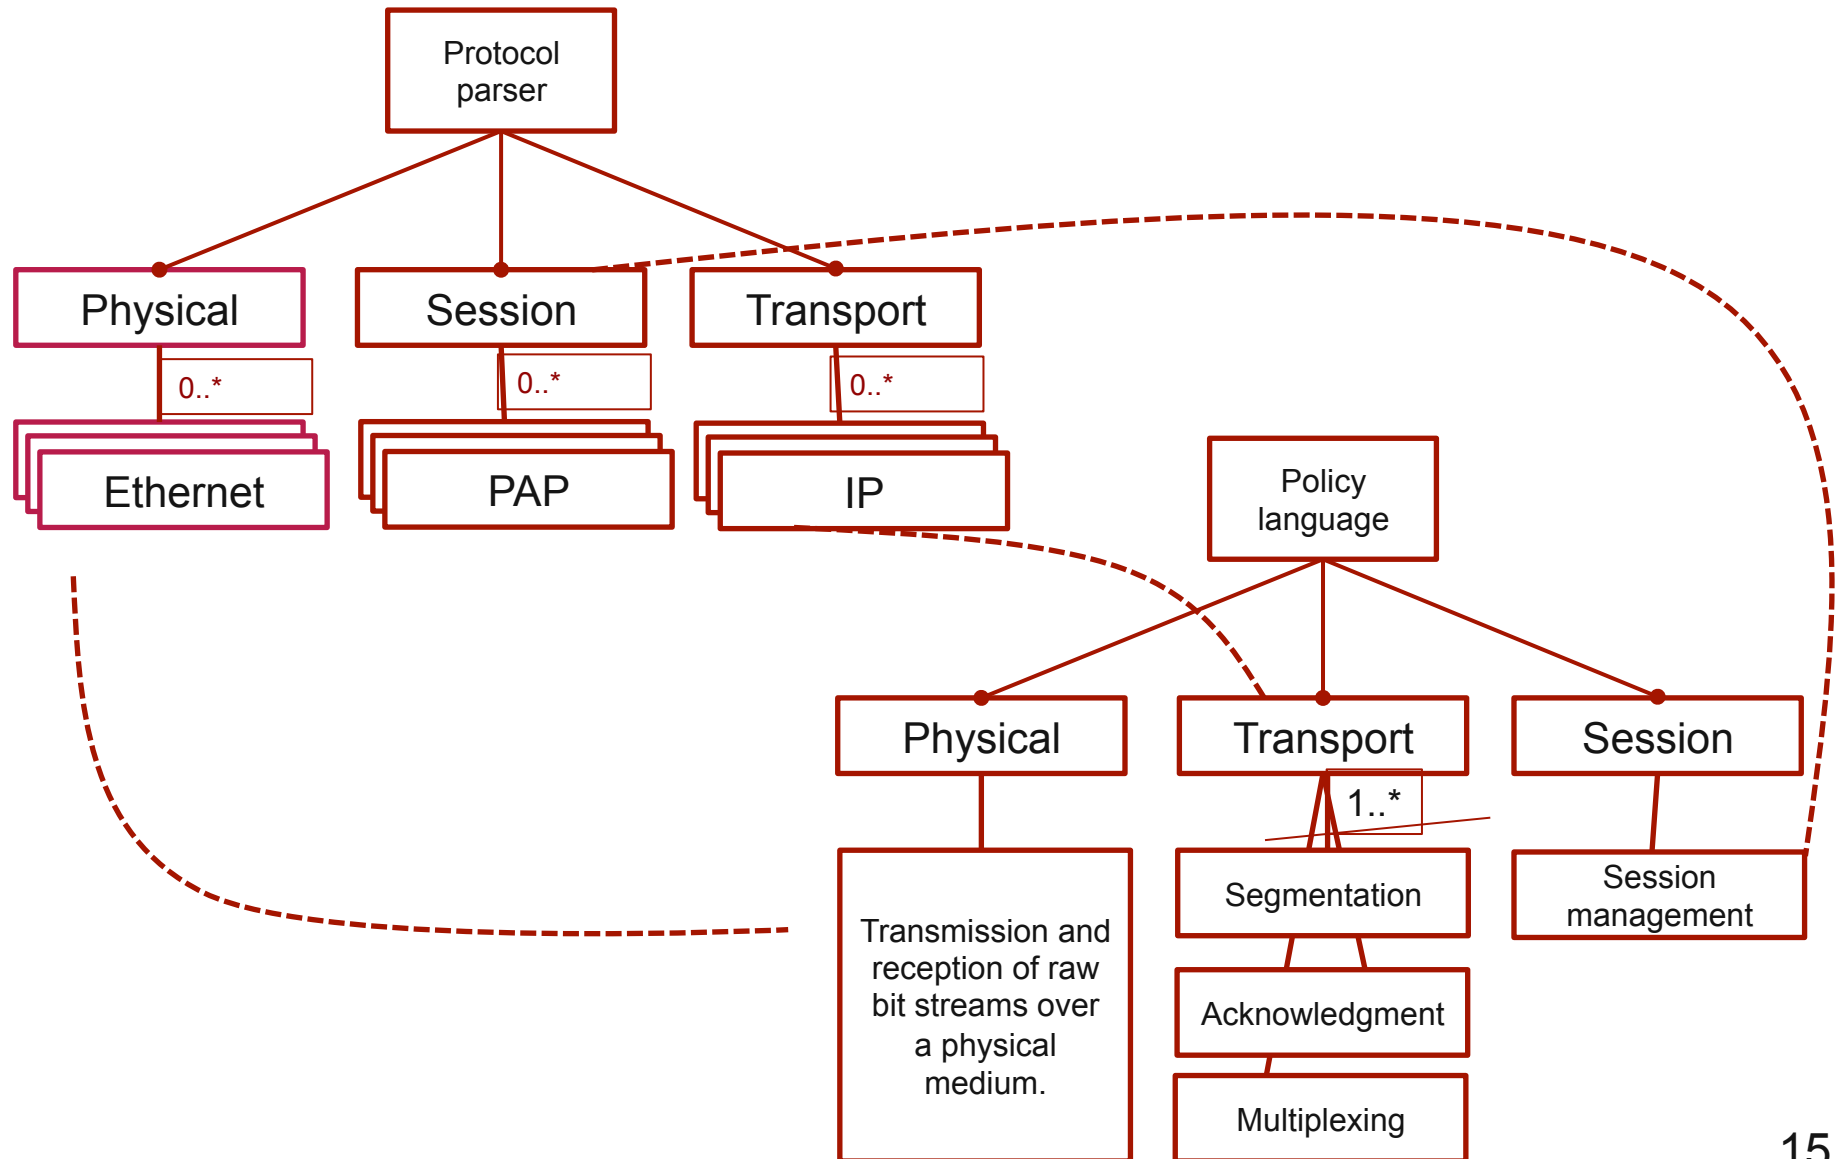 Protocol
parser
Physical
Session
Transport
0..*
0..*
0..*
Ethernet
PAP
IP
Policy
language
Physical
Transport
Session
1..*
Transmission and
reception of raw
bit streams over
a physical
medium.
Segmentation
Acknowledgment
Multiplexing
Session
management
15